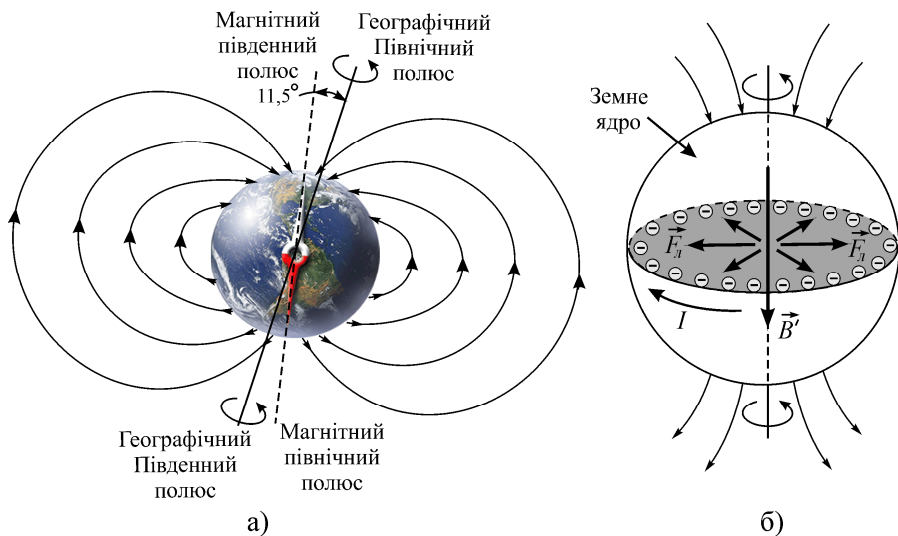 Магнітний
південний
полюс
Географічний
Північний
полюс
11,5°
Географічний
Південний
полюс
Магнітний
північний
полюс
а)
Земне
ядро
F⃗л
F⃗л
I
B⃗′
б)